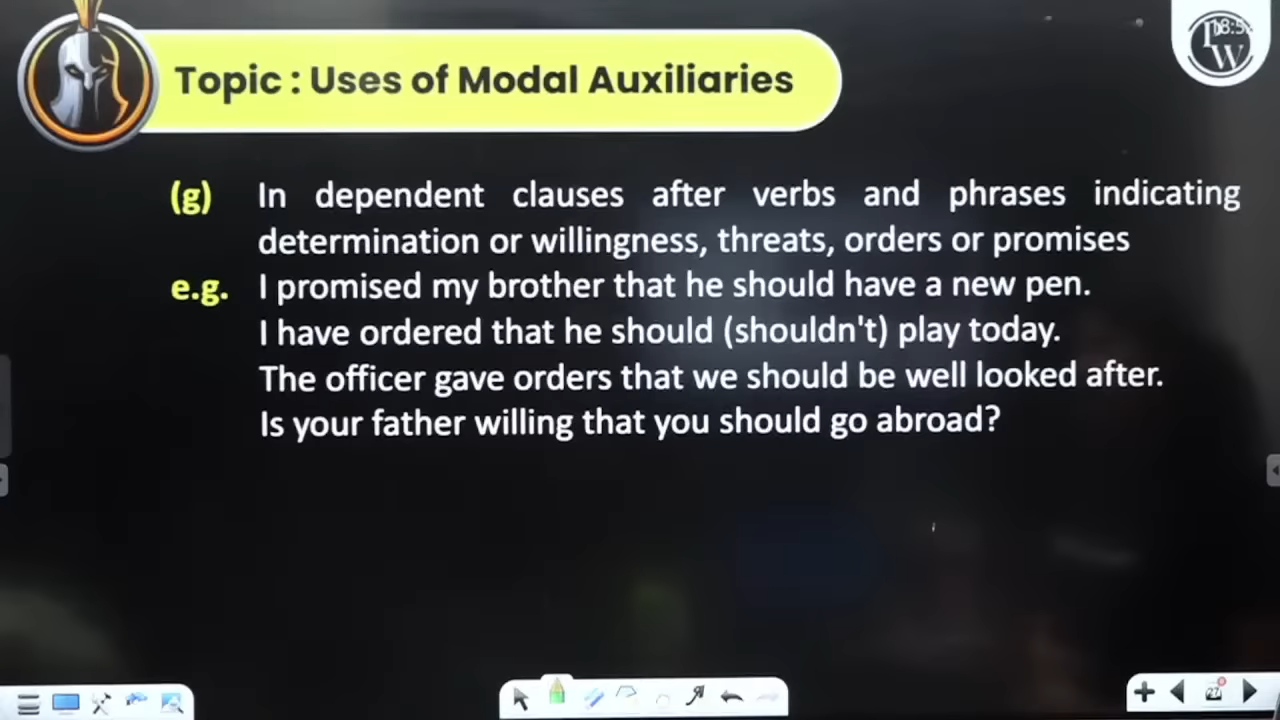 Topic : Uses of Modal Auxiliaries
(g) In dependent clauses after verbs and phrases indicating
determination or willingness, threats, orders or promises
e.g. I promised my brother that he should have a new pen.
I have ordered that he should (shouldn't) play today.
The officer gave orders that we should be well looked after.
Is your father willing that you should go abroad?
PW
27